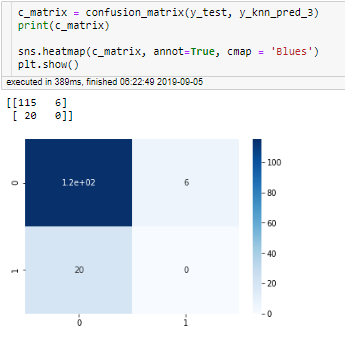 c_matrix = confusion_matrix(y_test, y_knn_pred_3)
print(c_matrix)
sns.heatmap(c_matrix, annot=True, cmap = 'Blues')
plt.show()
executed in 389ms, finished 06:22:49 2019-09-05
[[115   6]
 [ 20   0]]
100
80
60
40
20
0
0
1.2e+02
6
1
20
0
0
1